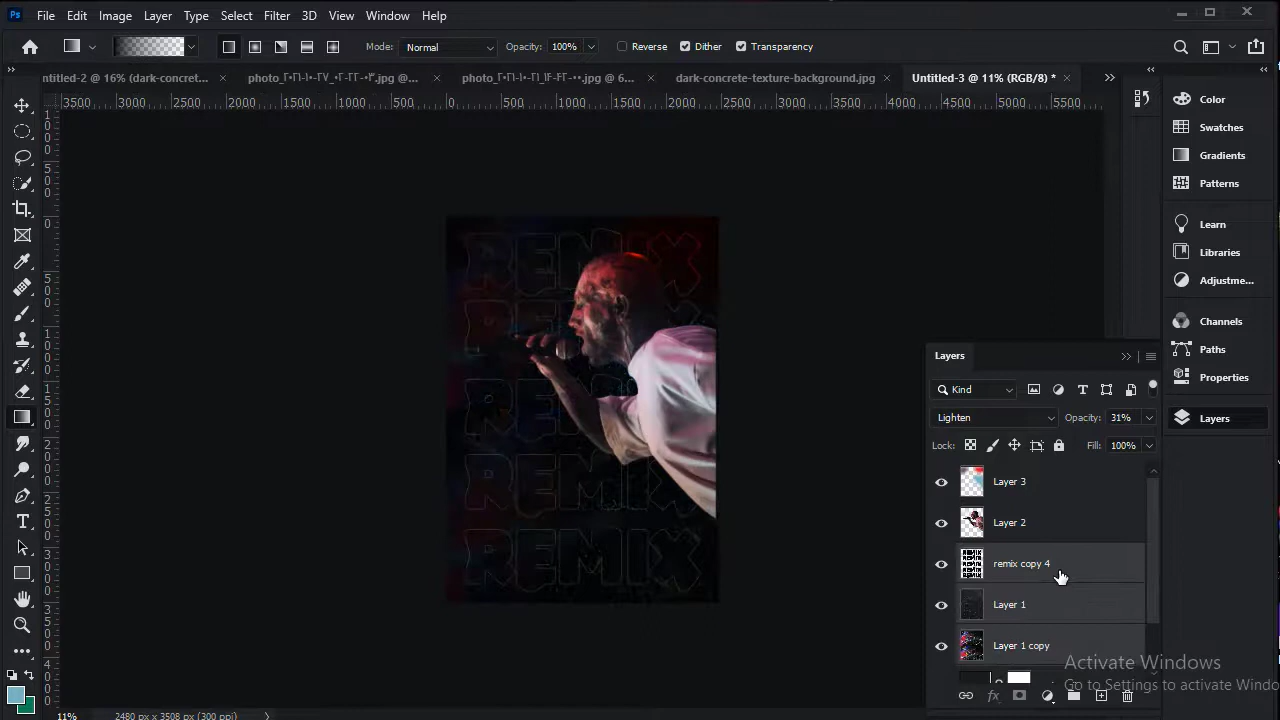 Ps File Edit Image Layer Type Select Filter 3D View Window Help
Mode: Normal Opacity: 100% Reverse Dither Transparency
ntitled-2 @ 16% (dark-concret...
dark-concrete-texture-background.jpg
Untitled-3 @ 11% (RGB/8) *
3500 3000 2500 2000 1500 1000 500 0 500 1000 1500 2000 2500 3000 3500 4000 4500 5000 5500
Color
Swatches
Gradients
Patterns
Learn
Libraries
Adjustme...
Channels
Paths
Properties
Layers
REMIX
REMIX
REMIX
REMIX
Layers
Kind
Lighten Opacity: 31%
Lock: Fill: 100%
Layer 3
Layer 2
remix copy 4
Layer 1
Layer 1 copy
Activate Windows
Go to Settings to activate Windo
11% 2480 px x 3508 px (300 ppi)